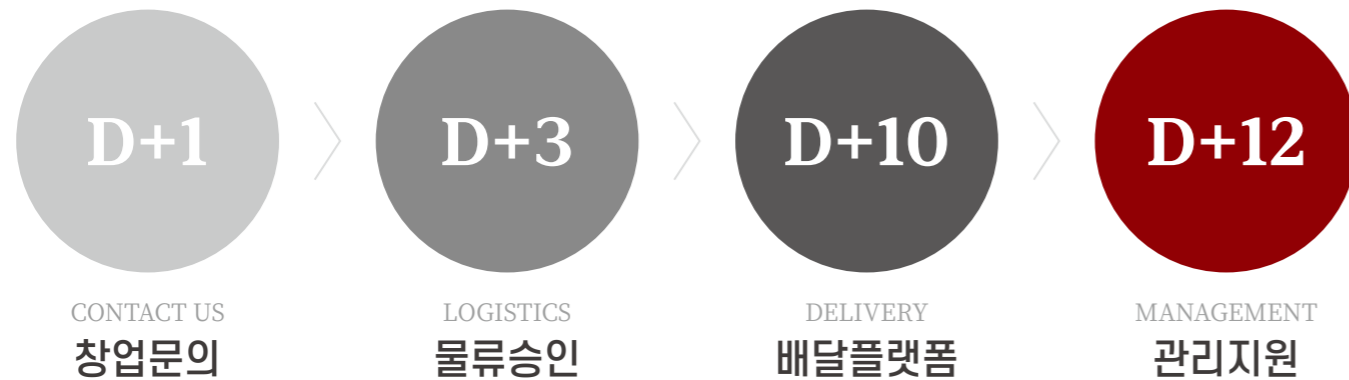 D+1
D+3
D+10
D+12
CONTACT US
창업문의
LOGISTICS
물류승인
DELIVERY
배달플랫폼
MANAGEMENT
관리지원